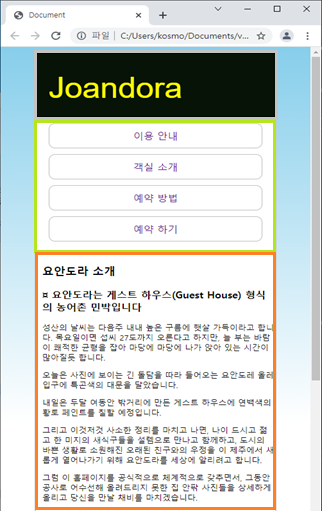 Document
파일 | C:/Users/kosmo/Documents/v...
Joandora
이용 안내
객실 소개
예약 방법
예약 하기
요안도라 소개
¤ 요안도라는 게스트 하우스(Guest House) 형식
의 농어촌 민박입니다
성산의 날씨는 다음주 내내 높은 구름에 햇살 가득이라고 합니
다. 목요일이면 섭씨 27도까지 오른다고 하지만, 늘 부는 바람
이 쾌적한 균형을 잡아 마당에 마당에 나가 앉아 있는 시간이
많아질듯 합니다.
오늘은 사진에 보이는 긴 돌담을 따라 들어오는 요안도레 올레
입구에 특곤색의 대문을 달았습니다.
내일은 두달 여동안 밖거리에 만든 게스트 하우스에 연백색의
황토 페인트를 칠할 예정입니다.
그리고 이것저것 사소한 정리를 마치고 나면, 나이 드시고 젊
고 한 미지의 새식구들을 설렘으로 만나고 함께하고, 도시의
바쁜 생활로 소원해진 오래된 친구와의 우정을 이 제주에서 새
롭게 열어나가기 위해 요안도라를 세상에 알리려고 합니다.
그럼 이 홈페이지를 공식적으로 체계적으로 갖추면서, 그동안
공사로 어수선해 올려드리지 못한 집 안팎 사진들을 상세하게
올리고 당신을 만날 채비를 마치겠습니다.